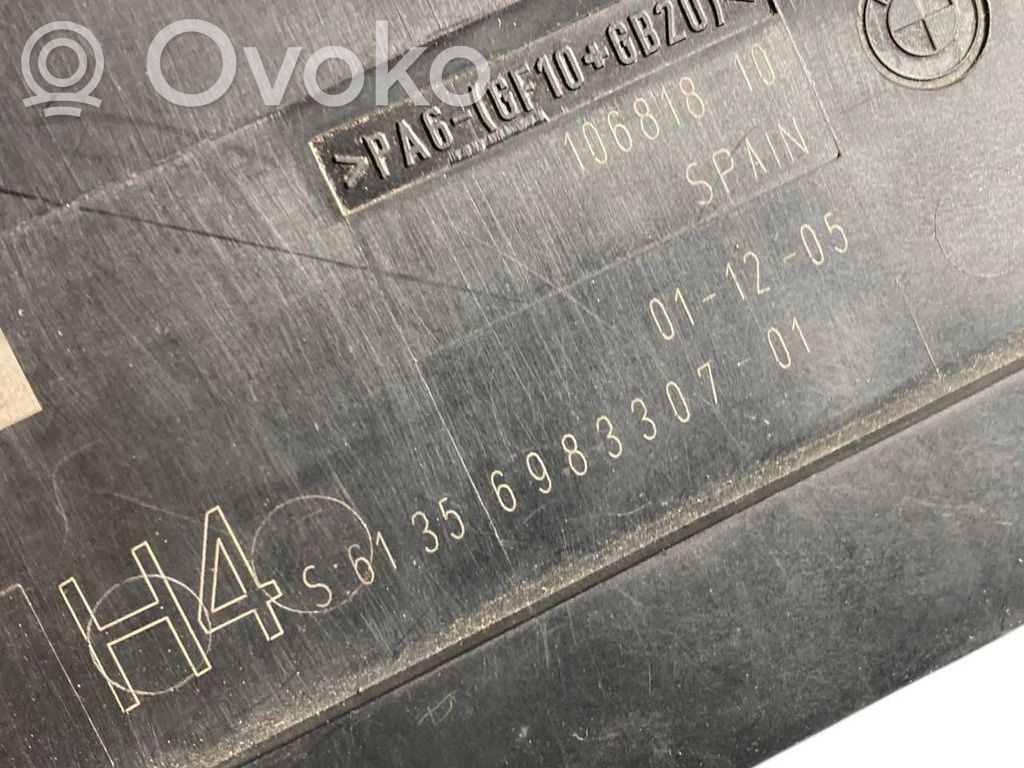 Ovoko
>PA6-(GF10+GB20)<
106818 10
SPAIN
01-12-05
S:61.35 6983307-01
H4